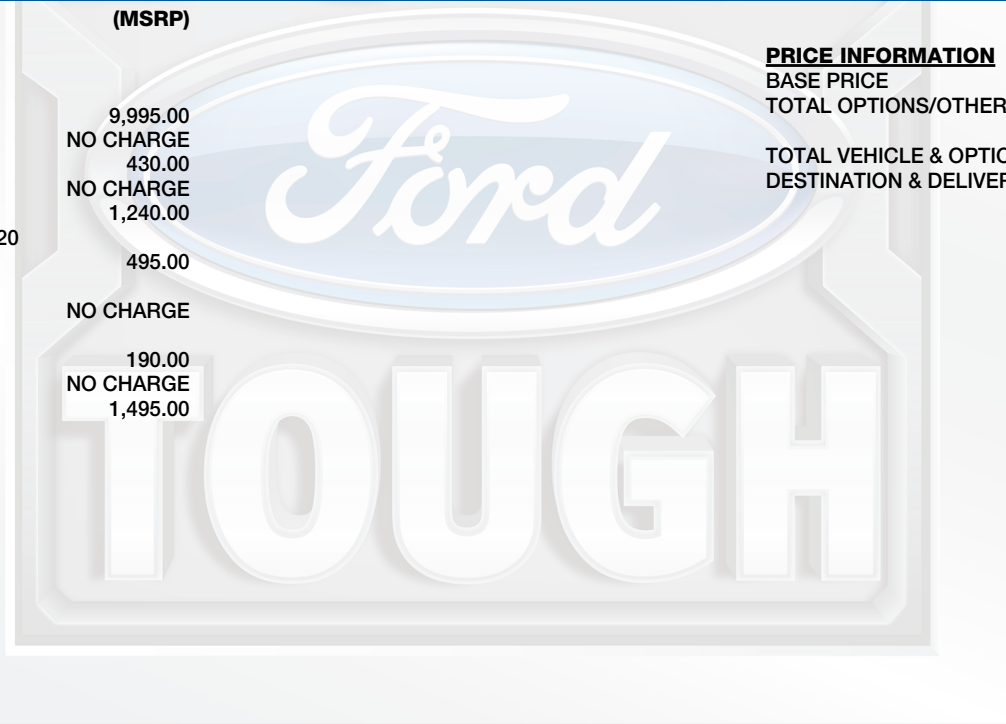 (MSRP)
9,995.00
NO CHARGE
430.00
NO CHARGE
1,240.00
20
495.00
NO CHARGE
190.00
NO CHARGE
1,495.00
PRICE INFORMATION
BASE PRICE
TOTAL OPTIONS/OTHER
TOTAL VEHICLE & OPTIO
DESTINATION & DELIVER
Ford
TOUGH